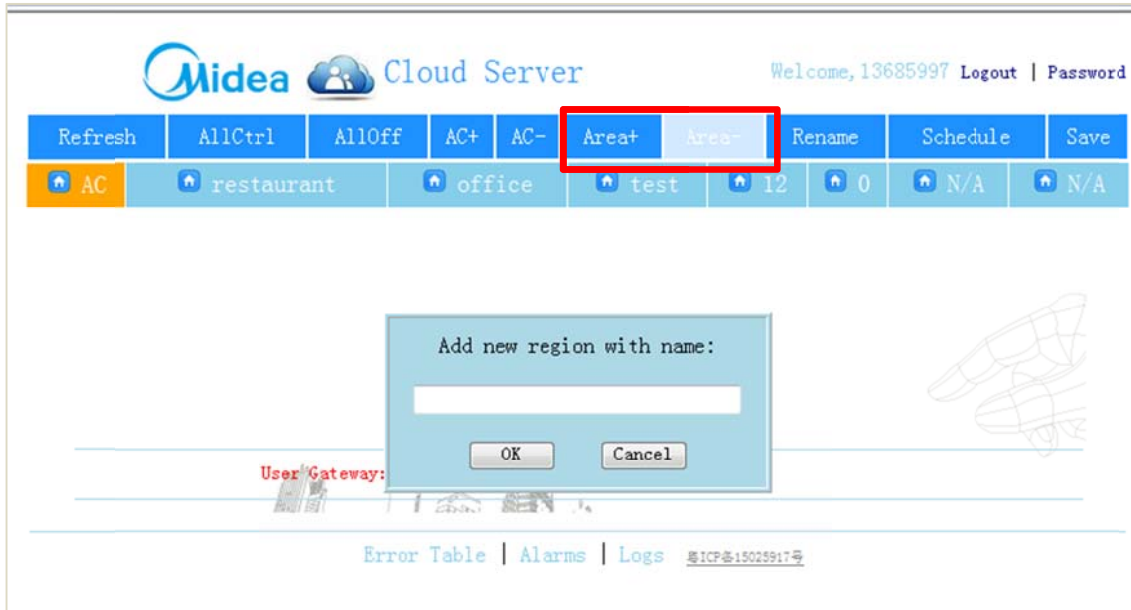 Midea Cloud Server
Welcome,13685997 Logout | Password
Refresh AllCtrl AllOff AC+ AC- Area+ Area- Rename Schedule Save
AC restaurant office test 12 0 N/A N/A
Add new region with name:
OK Cancel
User Gateway:
Error Table | Alarms | Logs 粤ICP备15025917号